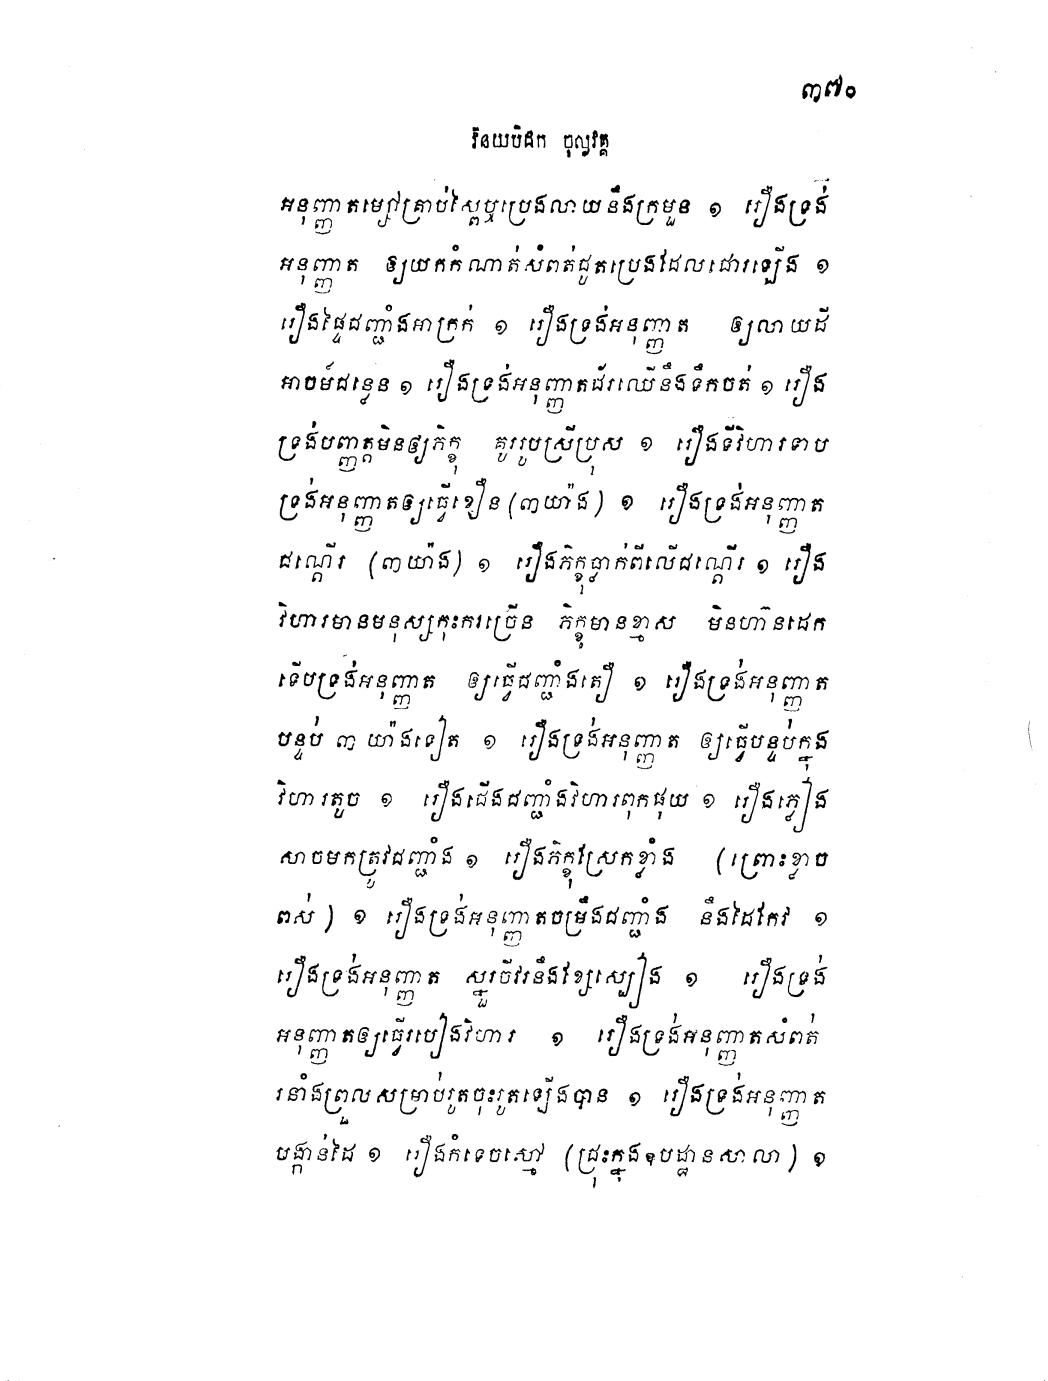 ៣៧០
វិនយបិដក ចុល្លវគ្គ
អនុញ្ញាតម្សៅគ្រាប់ស្ពៃឬប្រេងលាយនឹងក្រមួន ១ រឿងទ្រង់
អនុញ្ញាត ឲ្យយកកំណាត់សំពត់ជូតប្រេងដែលដោរឡើង ១
រឿងផ្ទៃជញ្ជាំងអាក្រក់ ១ រឿងទ្រង់អនុញ្ញាត ឲ្យលាយដី
អាចម៍ជន្លេន ១ រឿងទ្រង់អនុញ្ញាតជ័រឈើនឹងទឹកចត់ ១ រឿង
ទ្រង់បញ្ញត្តមិនឲ្យភិក្ខុ គូររូបស្រីប្រុស ១ រឿងទីវិហារទាប
ទ្រង់អនុញ្ញាតឲ្យធ្វើខឿន (៣យ៉ាង) ១ រឿងទ្រង់អនុញ្ញាត
ជណ្តើរ (៣យ៉ាង) ១ រឿងភិក្ខុធ្លាក់ពីលើជណ្តើរ ១ រឿង
វិហារមានមនុស្សកុះករច្រើន ភិក្ខុមានខ្មាស មិនហ៊ានដេក
ទើបទ្រង់អនុញ្ញាត ឲ្យធ្វើជញ្ជាំងតឿ ១ រឿងទ្រង់អនុញ្ញាត
បន្ទប់ ៣ យ៉ាងទៀត ១ រឿងទ្រង់អនុញ្ញាត ឲ្យធ្វើបន្ទប់ក្នុង
វិហារតូច ១ រឿងជើងជញ្ជាំងវិហារពុកផុយ ១ រឿងភ្លៀង
សាចមកត្រូវជញ្ជាំង ១ រឿងភិក្ខុស្រែកខ្លាំង (ព្រោះខ្លាច
ពស់) ១ រឿងទ្រង់អនុញ្ញាតចម្រឹងជញ្ជាំង នឹងដៃកែវ ១
រឿងទ្រង់អនុញ្ញាត ស្នួរចីវរនឹងខ្សែស្បៀង ១ រឿងទ្រង់
អនុញ្ញាតឲ្យធ្វើរបៀងវិហារ ១ រឿងទ្រង់អនុញ្ញាតសំពត់
រនាំងព្រួលសម្រាប់រូតចុះរូតឡើងបាន ១ រឿងទ្រង់អនុញ្ញាត
បង្កាន់ដៃ ១ រឿងកំទេចស្មៅ (ជ្រុះក្នុងឧបដ្ឋានសាលា) ១